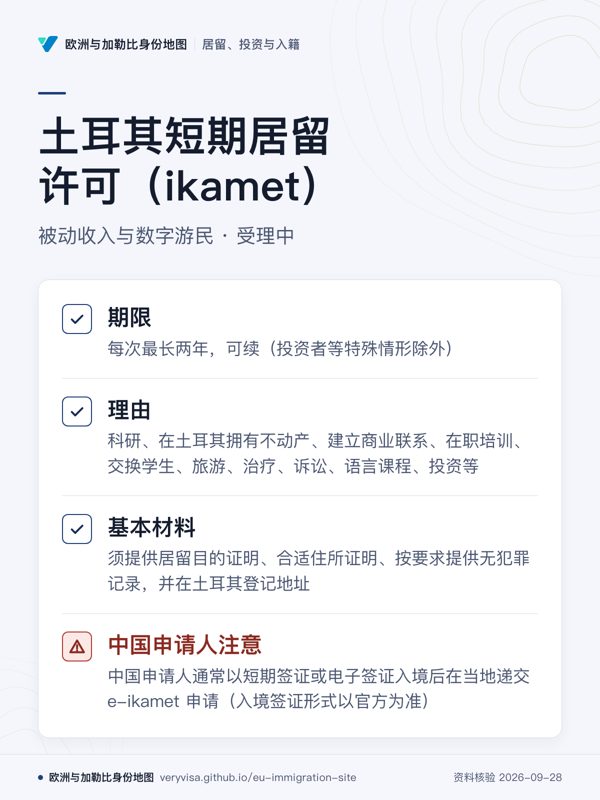 欧洲与加勒比身份地图 | 居留、投资与入籍
土耳其短期居留
许可（ikamet）
被动收入与数字游民 · 受理中
期限
每次最长两年，可续（投资者等特殊情形除外）
理由
科研、在土耳其拥有不动产、建立商业联系、在职培训、
交换学生、旅游、治疗、诉讼、语言课程、投资等
基本材料
须提供居留目的证明、合适住所证明、按要求提供无犯罪
记录，并在土耳其登记地址
中国申请人注意
中国申请人通常以短期签证或电子签证入境后在当地递交
e-ikamet 申请（入境签证形式以官方为准）
欧洲与加勒比身份地图 veryvisa.github.io/eu-immigration-site 资料核验 2026-09-28